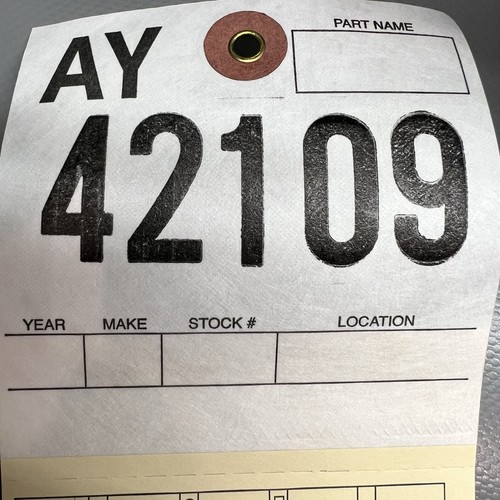 AY
PART NAME
42109
YEAR MAKE STOCK # LOCATION